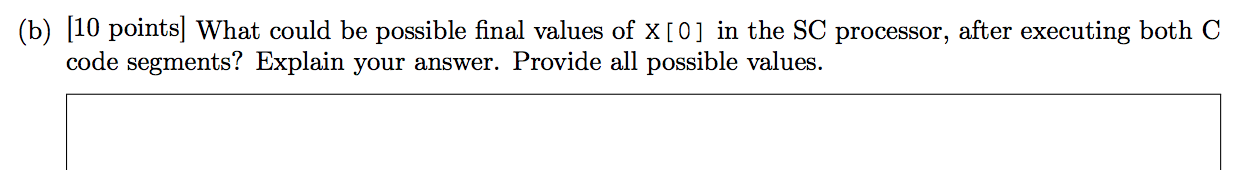 (b) [10 points] What could be possible final values of X[0] in the SC processor, after executing both C
code segments? Explain your answer. Provide all possible values.